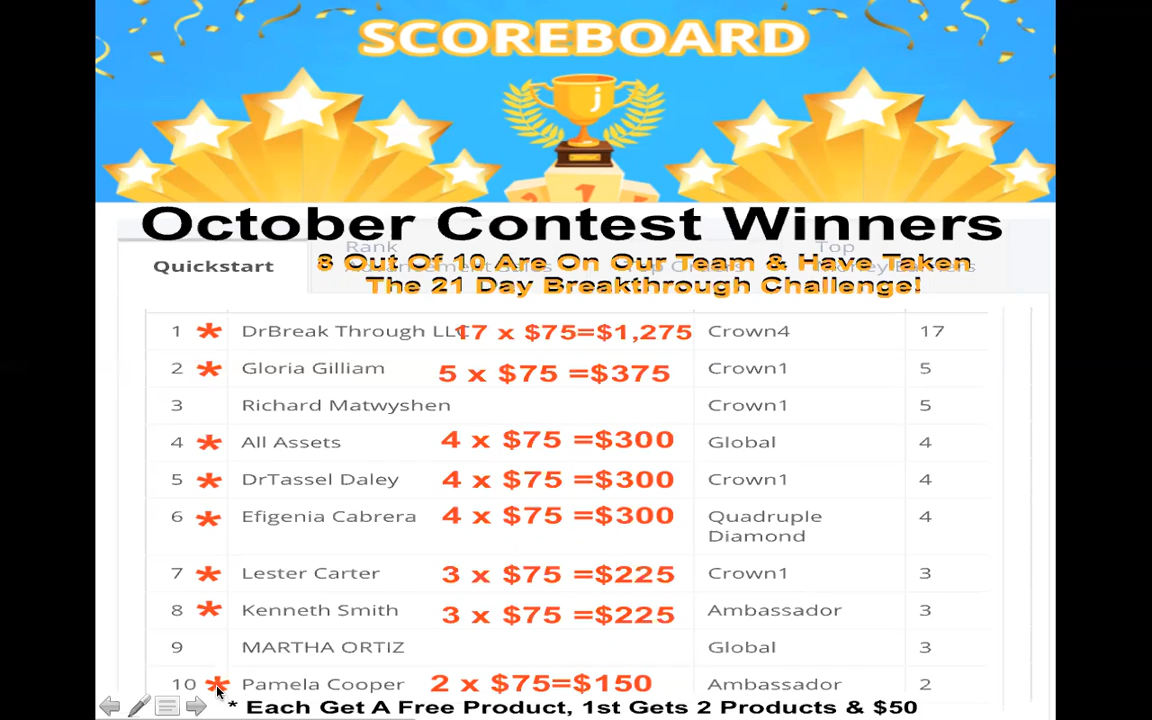 SCOREBOARD
j
1
October Contest Winners
Rank
Top
Quickstart
8 Out Of 10 Are On Our Team & Have Taken
The 21 Day Breakthrough Challenge!
1 * DrBreak Through LLC 17 x $75=$1,275 Crown4 17
2 * Gloria Gilliam 5 x $75 =$375 Crown1 5
3 Richard Matwyshen Crown1 5
4 * All Assets 4 x $75 =$300 Global 4
5 * DrTassel Daley 4 x $75 =$300 Crown1 4
6 * Efigenia Cabrera 4 x $75 =$300 Quadruple 4
Diamond
7 * Lester Carter 3 x $75 =$225 Crown1 3
8 * Kenneth Smith 3 x $75 =$225 Ambassador 3
9 MARTHA ORTIZ Global 3
10 * Pamela Cooper 2 x $75=$150 Ambassador 2
* Each Get A Free Product, 1st Gets 2 Products & $50